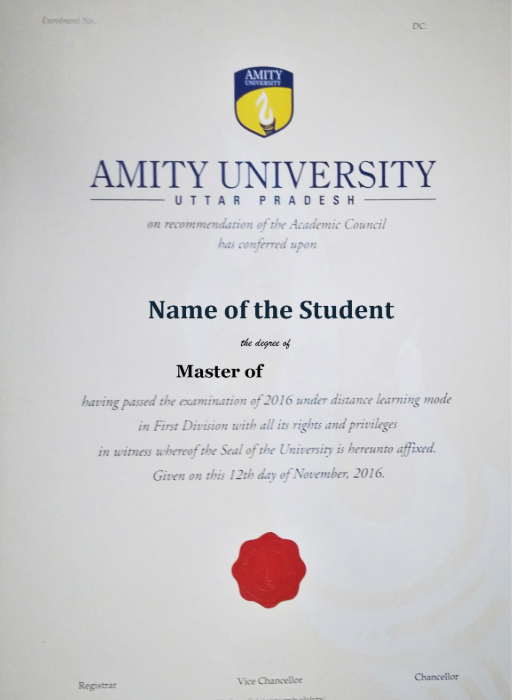 Enrolment No.
DC.
AMITY
UNIVERSITY
AMITY UNIVERSITY
UTTAR PRADESH
on recommendation of the Academic Council
has conferred upon
Name of the Student
the degree of
Master of
having passed the examination of 2016 under distance learning mode
in First Division with all its rights and privileges
in witness whereof the Seal of the University is hereunto affixed.
Given on this 12th day of November, 2016.
Registrar
Vice Chancellor
Chancellor